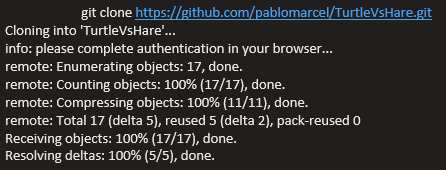 git clone https://github.com/pablomarcel/TurtleVsHare.git
Cloning into 'TurtleVsHare'...
info: please complete authentication in your browser...
remote: Enumerating objects: 17, done.
remote: Counting objects: 100% (17/17), done.
remote: Compressing objects: 100% (11/11), done.
remote: Total 17 (delta 5), reused 5 (delta 2), pack-reused 0
Receiving objects: 100% (17/17), done.
Resolving deltas: 100% (5/5), done.